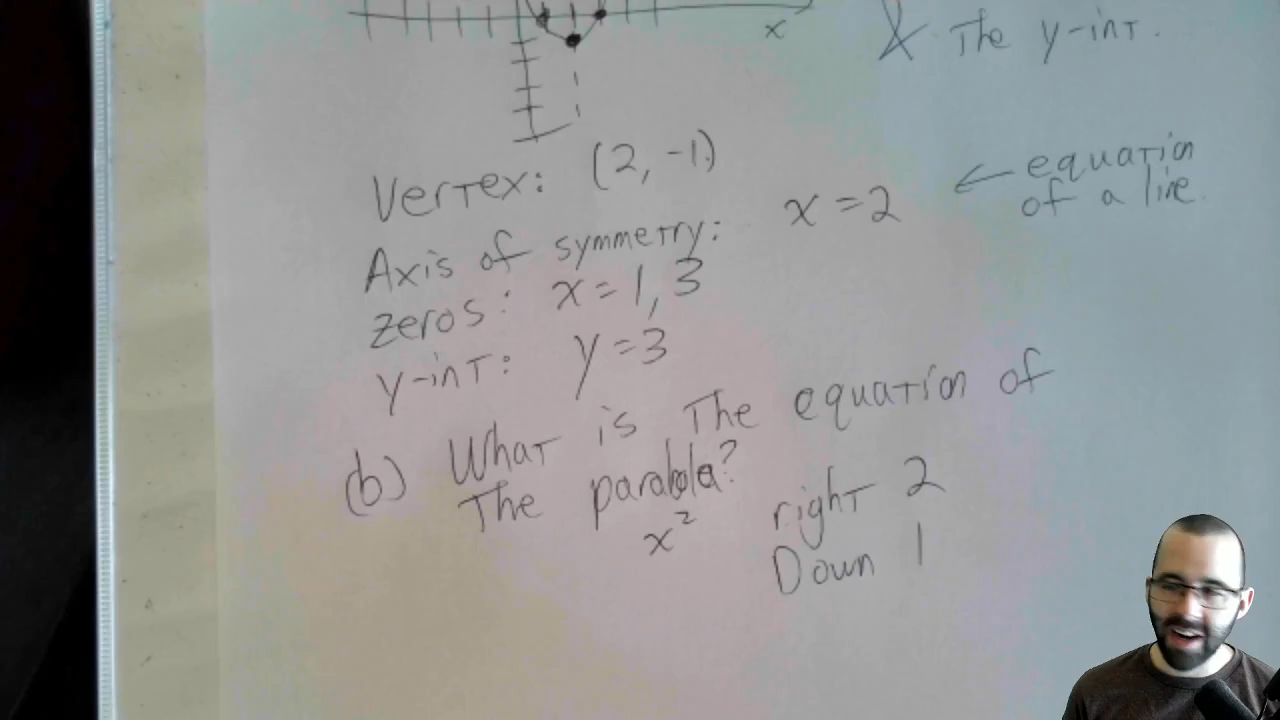 x
& The y-int.
Vertex: (2, -1)
Axis of symmetry: x = 2 ← equation of a line.
zeros: x = 1, 3
y-int: y = 3
(b) What is The equation of
The parabola?
x² right 2
Down 1